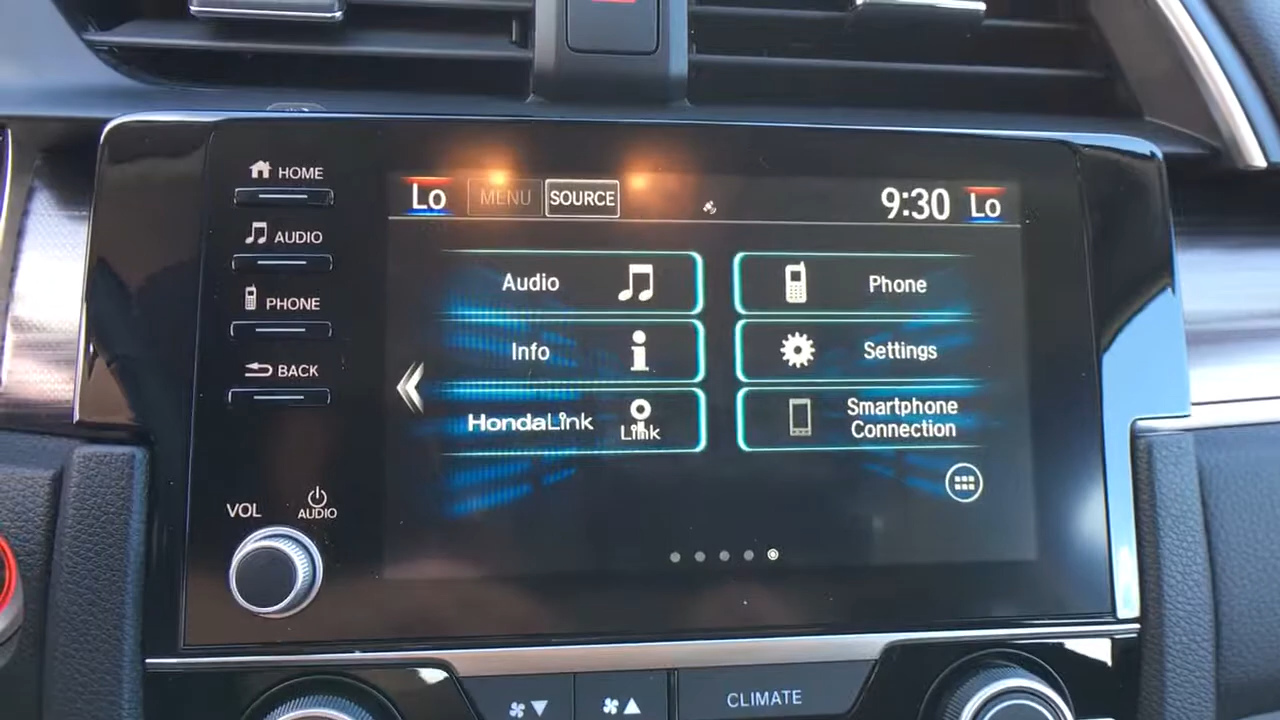 HOME
AUDIO
PHONE
BACK
VOL
AUDIO
Lo MENU SOURCE 9:30 Lo
Audio
Phone
Info
Settings
HondaLink
Link
Smartphone
Connection
CLIMATE